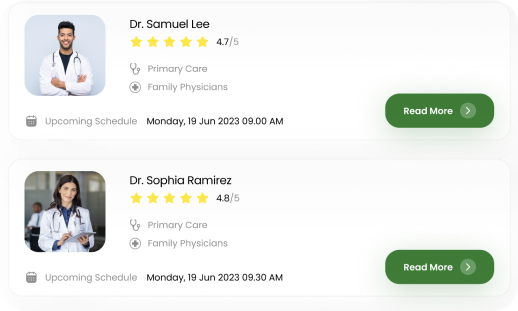 Dr. Samuel Lee
4.7/5
Primary Care
Family Physicians
Upcoming Schedule Monday, 19 Jun 2023 09.00 AM
Read More
Dr. Sophia Ramirez
4.8/5
Primary Care
Family Physicians
Upcoming Schedule Monday, 19 Jun 2023 09.30 AM
Read More